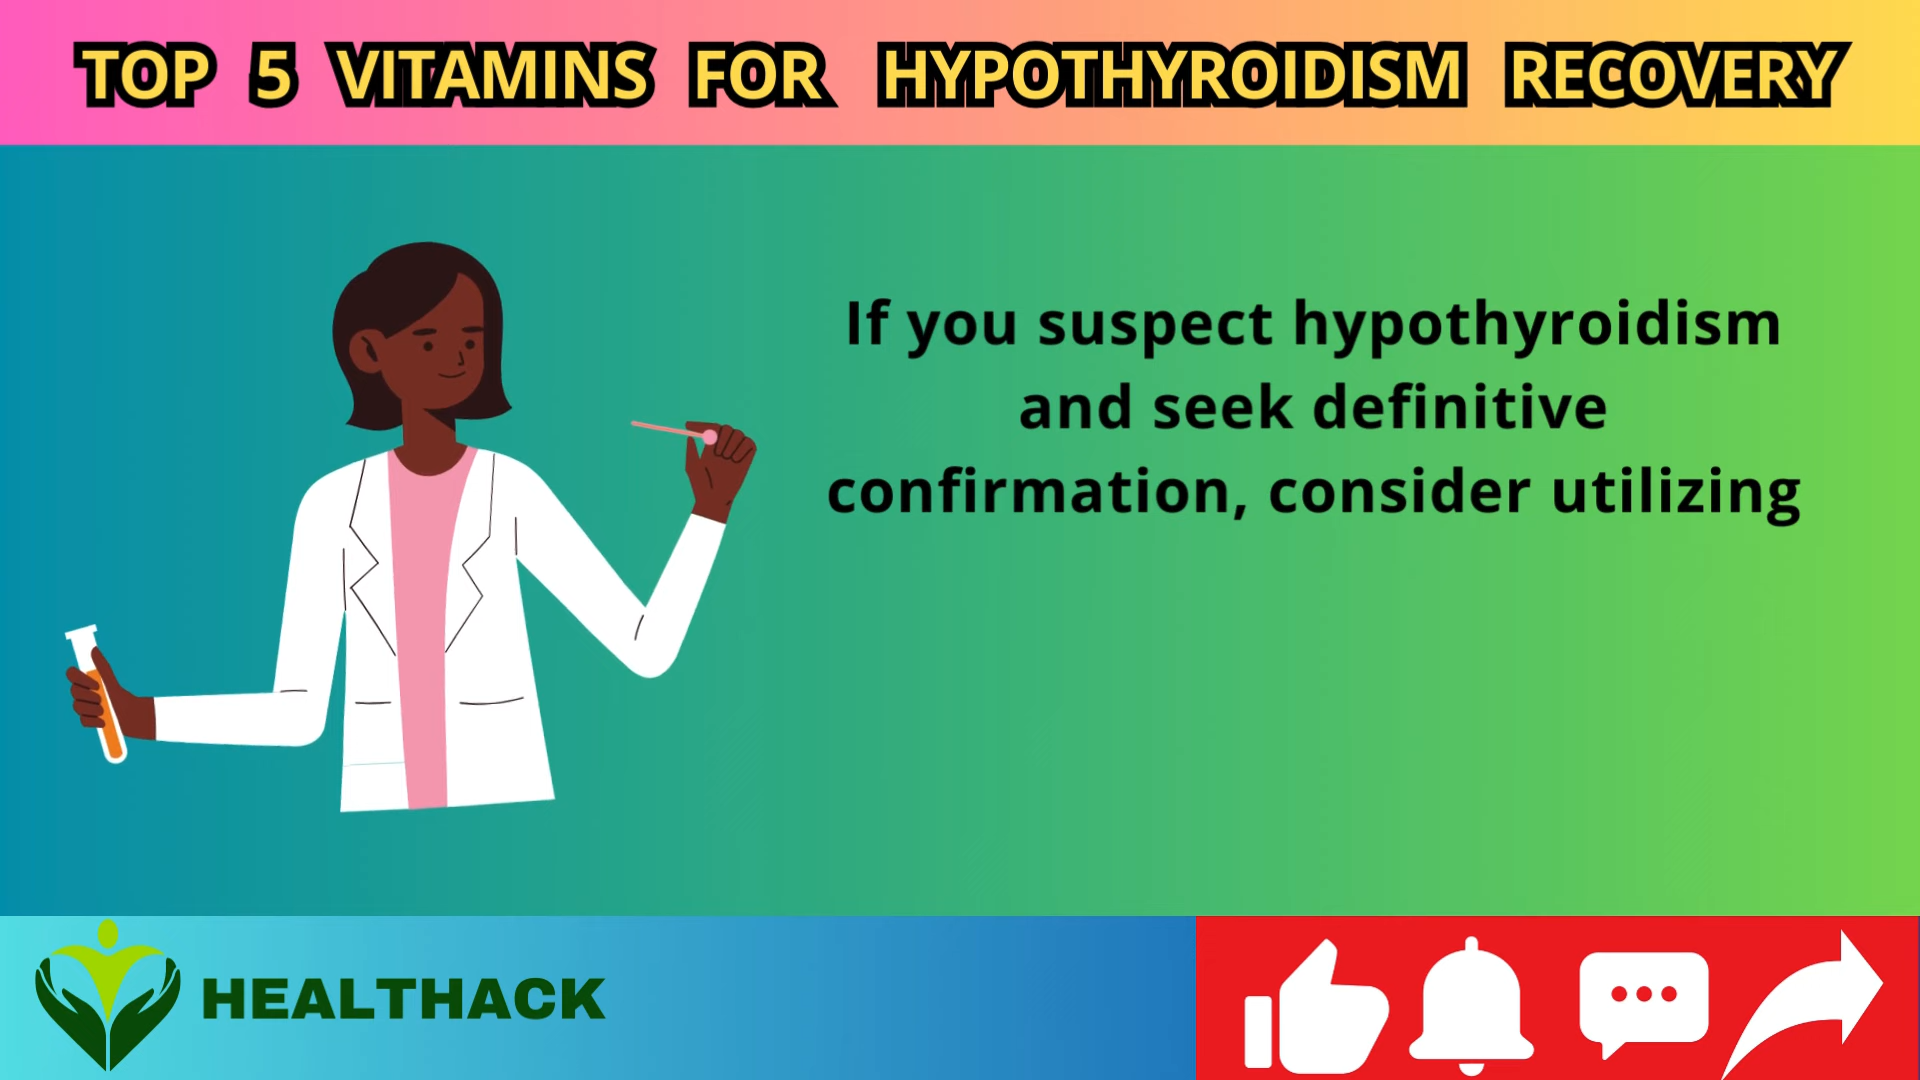 TOP 5 VITAMINS FOR HYPOTHYROIDISM RECOVERY
If you suspect hypothyroidism
and seek definitive
confirmation, consider utilizing
HEALTHACK